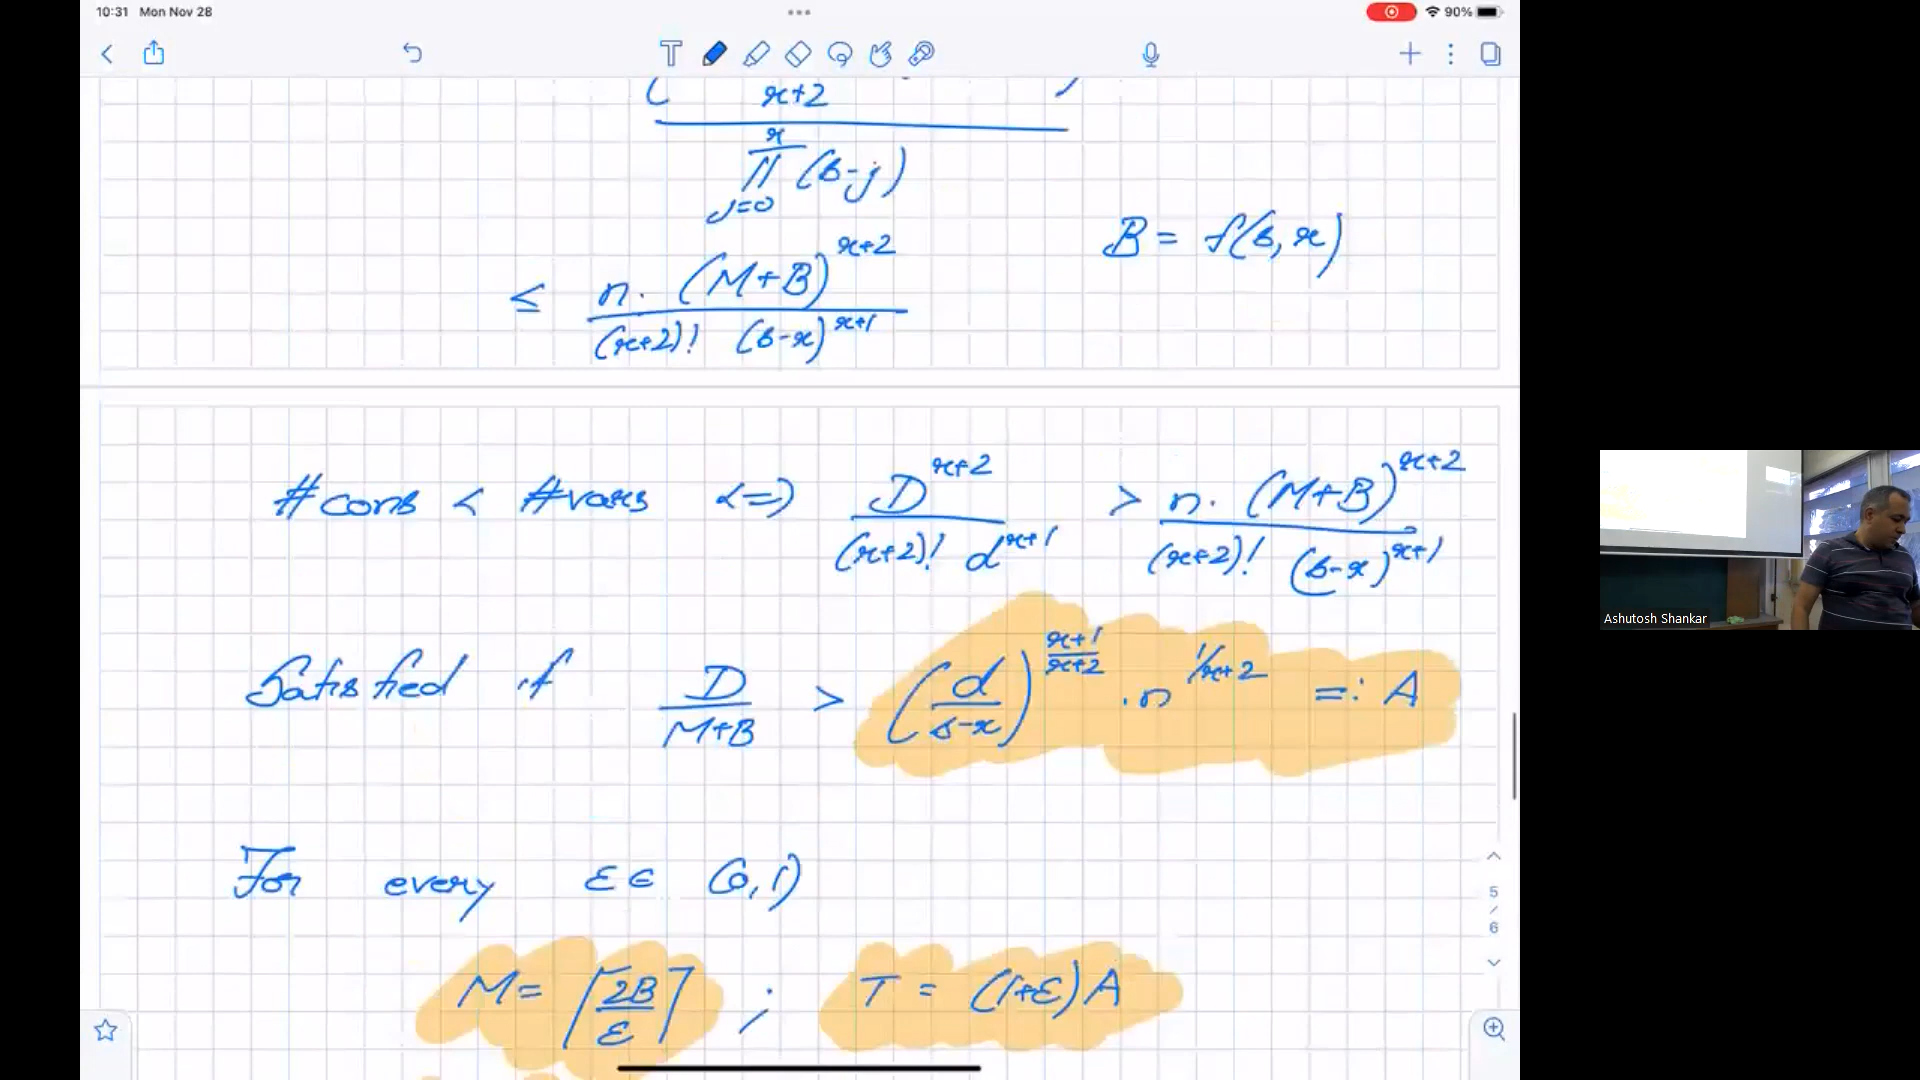 10:31 Mon Nov 28
90%
r+2
∏_{j=0}^{r} (s-j)
≤ n. (M+B)^{r+2} / (r+2)! (s-r)^{r+1}
B = f(s, r)
#cons < #vars <=> D^{r+2} / (r+2)! d^{r+1} > n. (M+B)^{r+2} / (r+2)! (s-r)^{r+1}
Satisfied if D / M+B > (d / s-r)^{r+1 / r+2} . n^{1/r+2} =: A
For every ε ∈ (0,1)
M = ⌈2B / ε⌉ ; T = (1+ε)A
5
/
6
Ashutosh Shankar